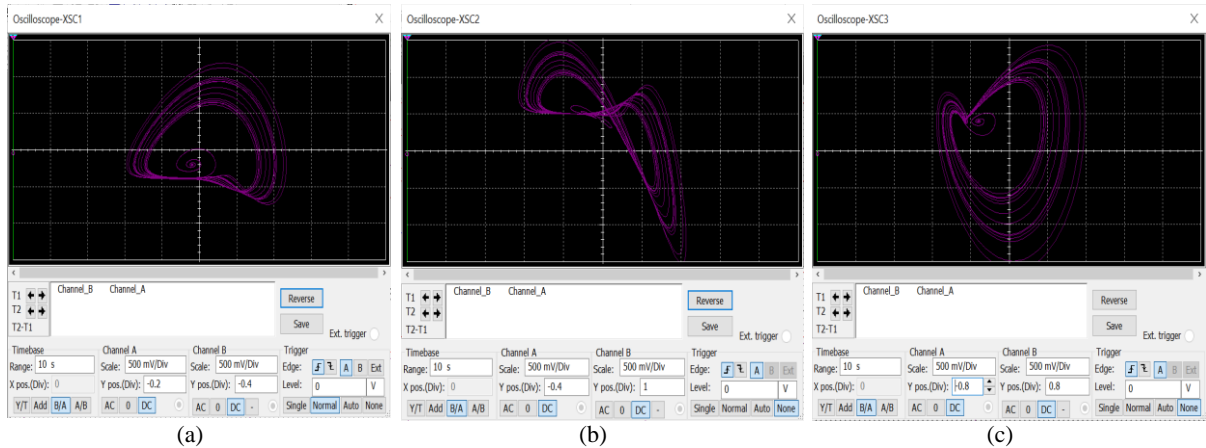 Oscilloscope-XSC1 X
Channel_B Channel_A
T1
T2
T2-T1
Reverse
Save
Ext. trigger
Timebase Channel A Channel B Trigger
Range: 10 s Scale: 500 mV/Div Scale: 500 mV/Div Edge: A B Ext
X pos.(Div): 0 Y pos.(Div): -0.2 Y pos.(Div): -0.4 Level: 0 V
Y/T Add B/A A/B AC 0 DC AC 0 DC - Single Normal Auto None
(a)
Oscilloscope-XSC2 X
Channel_B Channel_A
T1
T2
T2-T1
Reverse
Save
Ext. trigger
Timebase Channel A Channel B Trigger
Range: 10 s Scale: 500 mV/Div Scale: 500 mV/Div Edge: A B Ext
X pos.(Div): 0 Y pos.(Div): -0.4 Y pos.(Div): 1 Level: 0 V
Y/T Add B/A A/B AC 0 DC AC 0 DC - Single Normal Auto None
(b)
Oscilloscope-XSC3 X
Channel_B Channel_A
T1
T2
T2-T1
Reverse
Save
Ext. trigger
Timebase Channel A Channel B Trigger
Range: 10 s Scale: 500 mV/Div Scale: 500 mV/Div Edge: A B Ext
X pos.(Div): 0 Y pos.(Div): -0.8 Y pos.(Div): 0.8 Level: 0 V
Y/T Add B/A A/B AC 0 DC AC 0 DC - Single Normal Auto None
(c)